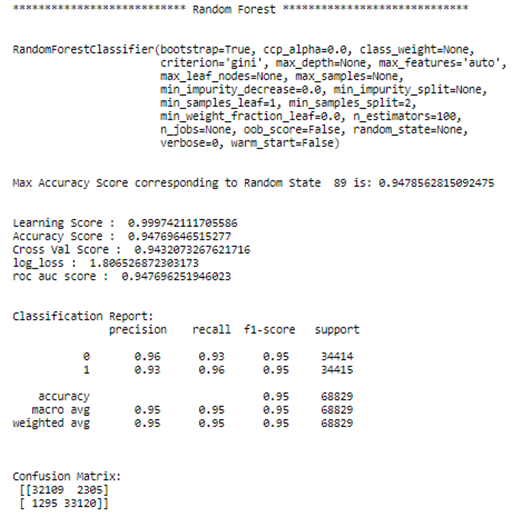 *************************** Random Forest *****************************
RandomForestClassifier(bootstrap=True, ccp_alpha=0.0, class_weight=None,
criterion='gini', max_depth=None, max_features='auto',
max_leaf_nodes=None, max_samples=None,
min_impurity_decrease=0.0, min_impurity_split=None,
min_samples_leaf=1, min_samples_split=2,
min_weight_fraction_leaf=0.0, n_estimators=100,
n_jobs=None, oob_score=False, random_state=None,
verbose=0, warm_start=False)
Max Accuracy Score corresponding to Random State  89 is: 0.9478562815092475
Learning Score :  0.999742111705586
Accuracy Score :  0.94769646515277
Cross Val Score :  0.9432073267621716
log_loss :  1.806526872303173
roc auc score :  0.947696251946023
Classification Report:
precision    recall  f1-score   support
0       0.96      0.93      0.95     34414
1       0.93      0.96      0.95     34415
accuracy                           0.95     68829
macro avg       0.95      0.95      0.95     68829
weighted avg       0.95      0.95      0.95     68829
Confusion Matrix:
[[32109  2305]
[ 1295 33120]]